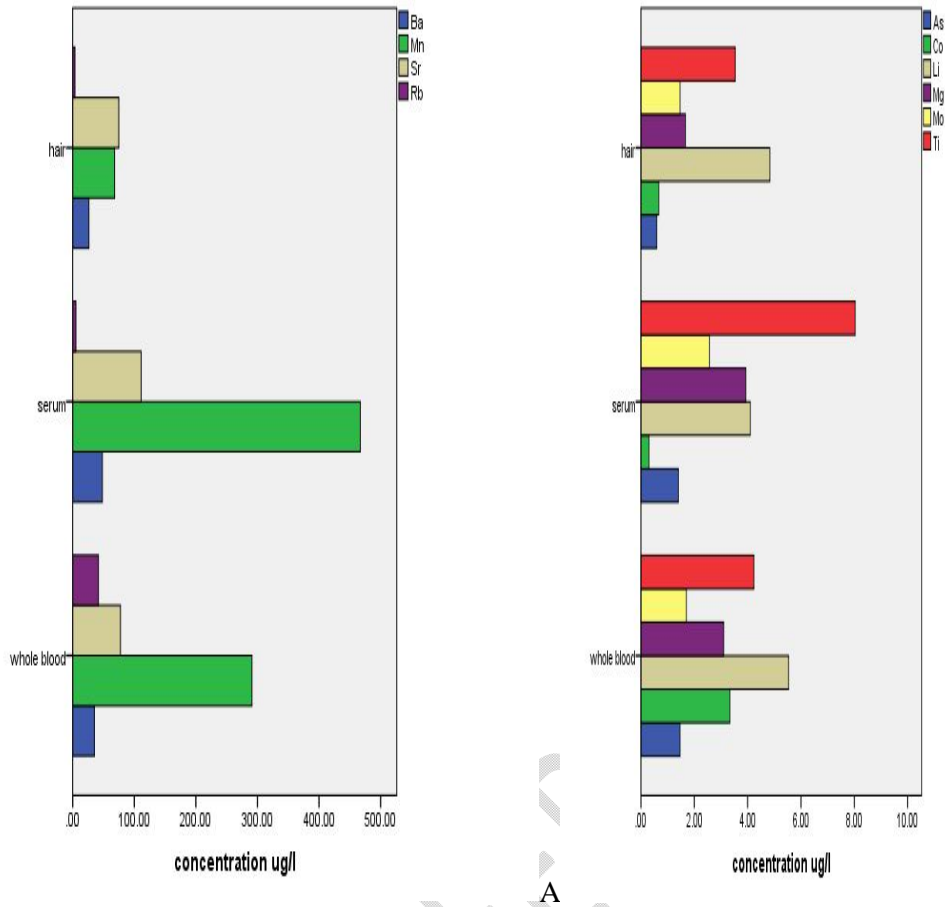 Ba
Mn
Sr
Rb
hair
serum
whole blood
.00 100.00 200.00 300.00 400.00 500.00
concentration ug/l
As
Co
Li
Mg
Mo
Ti
hair
serum
whole blood
.00 2.00 4.00 6.00 8.00 10.00
concentration ug/l
A